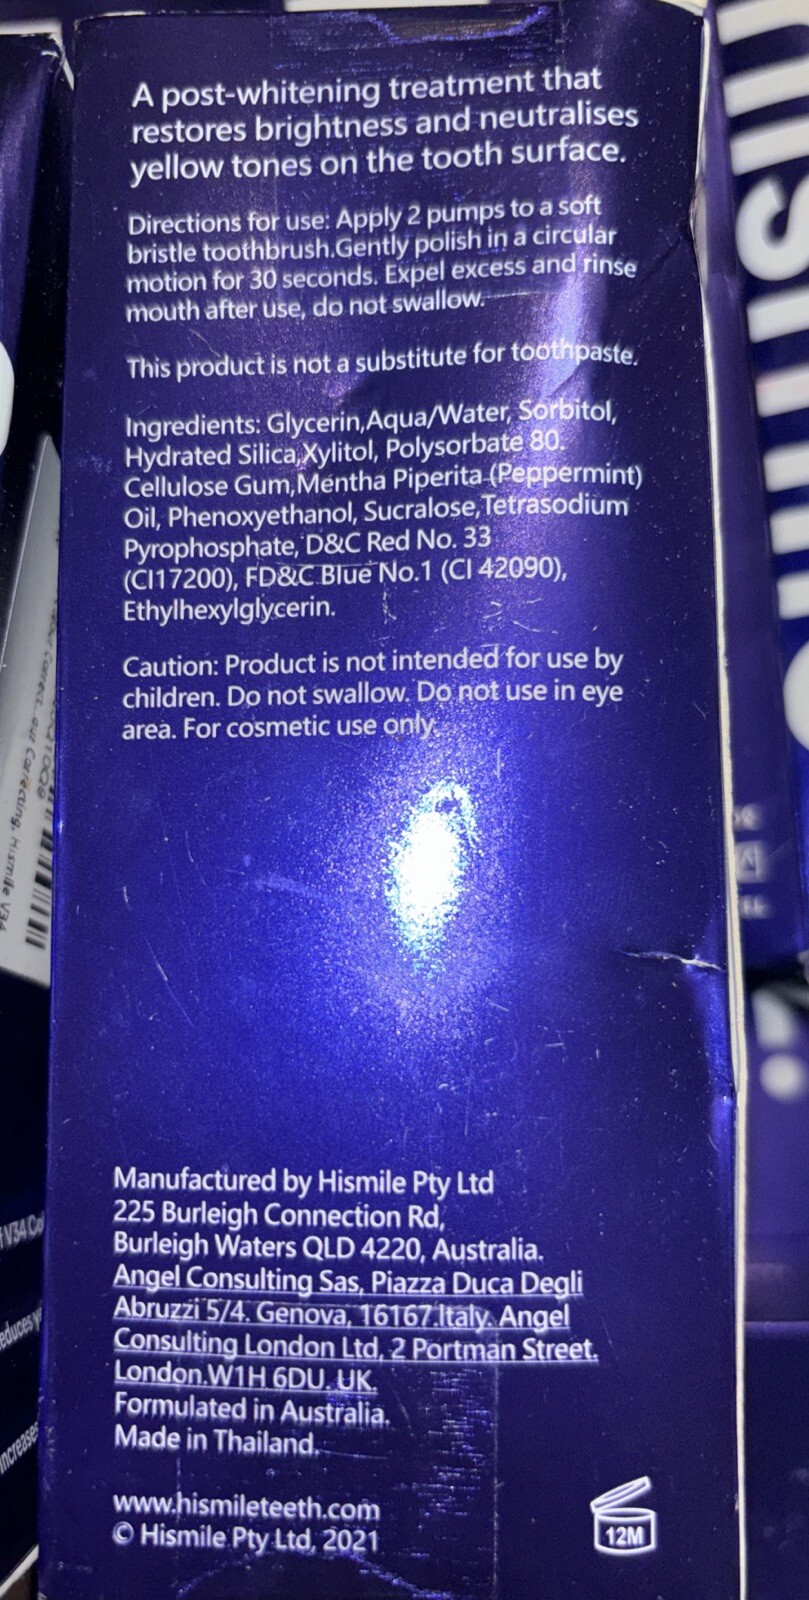 A post-whitening treatment that
restores brightness and neutralises
yellow tones on the tooth surface.
Directions for use: Apply 2 pumps to a soft
bristle toothbrush.Gently polish in a circular
motion for 30 seconds. Expel excess and rinse
mouth after use, do not swallow.
This product is not a substitute for toothpaste.
Ingredients: Glycerin,Aqua/Water, Sorbitol,
Hydrated Silica,Xylitol, Polysorbate 80.
Cellulose Gum,Mentha Piperita (Peppermint)
Oil, Phenoxyethanol, Sucralose,Tetrasodium
Pyrophosphate, D&C Red No. 33
(CI17200), FD&C Blue No.1 (CI 42090),
Ethylhexylglycerin.
Caution: Product is not intended for use by
children. Do not swallow. Do not use in eye
area. For cosmetic use only.
Manufactured by Hismile Pty Ltd
225 Burleigh Connection Rd,
Burleigh Waters QLD 4220, Australia.
Angel Consulting Sas, Piazza Duca Degli
Abruzzi 5/4. Genova, 16167.Italy. Angel
Consulting London Ltd, 2 Portman Street.
London.W1H 6DU, UK.
Formulated in Australia.
Made in Thailand.
www.hismileteeth.com
© Hismile Pty Ltd, 2021
12M
Correcting, Hismile V34
V34 Co